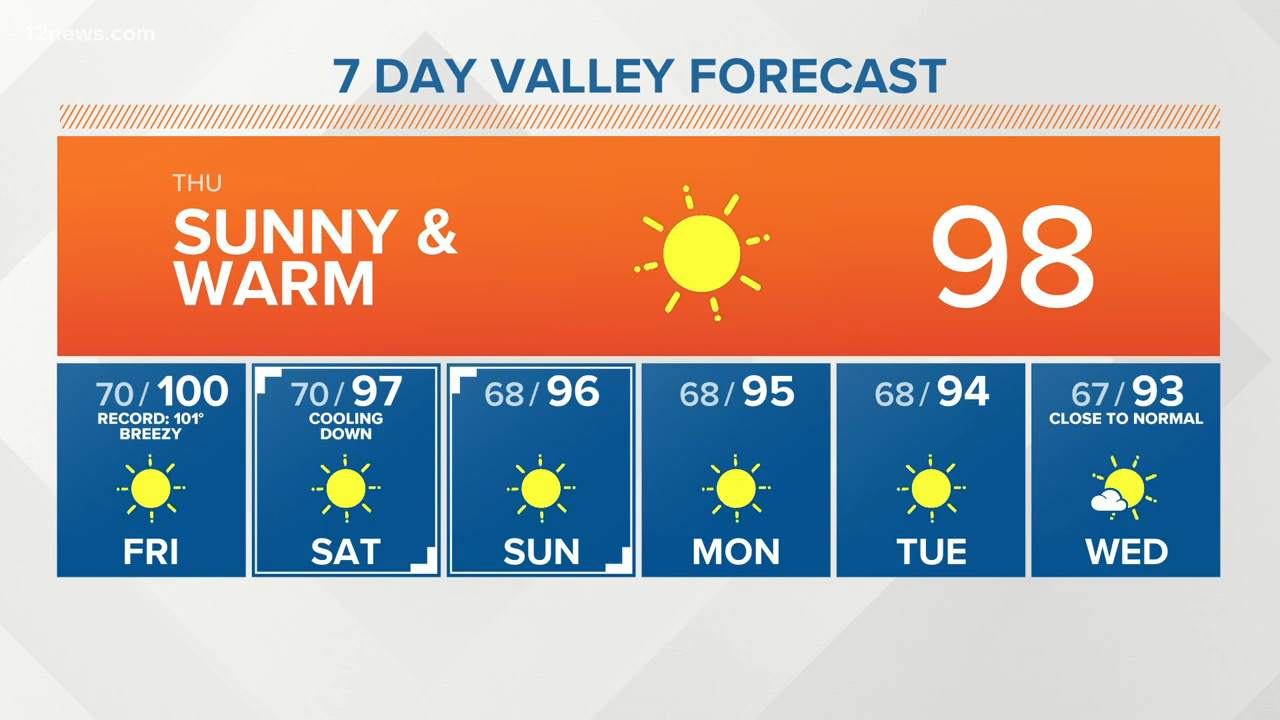 12news.com
7 DAY VALLEY FORECAST
THU
SUNNY &
WARM
98
70 / 100
RECORD: 101°
BREEZY
FRI
70 / 97
COOLING
DOWN
SAT
68 / 96
SUN
68 / 95
MON
68 / 94
TUE
67 / 93
CLOSE TO NORMAL
WED